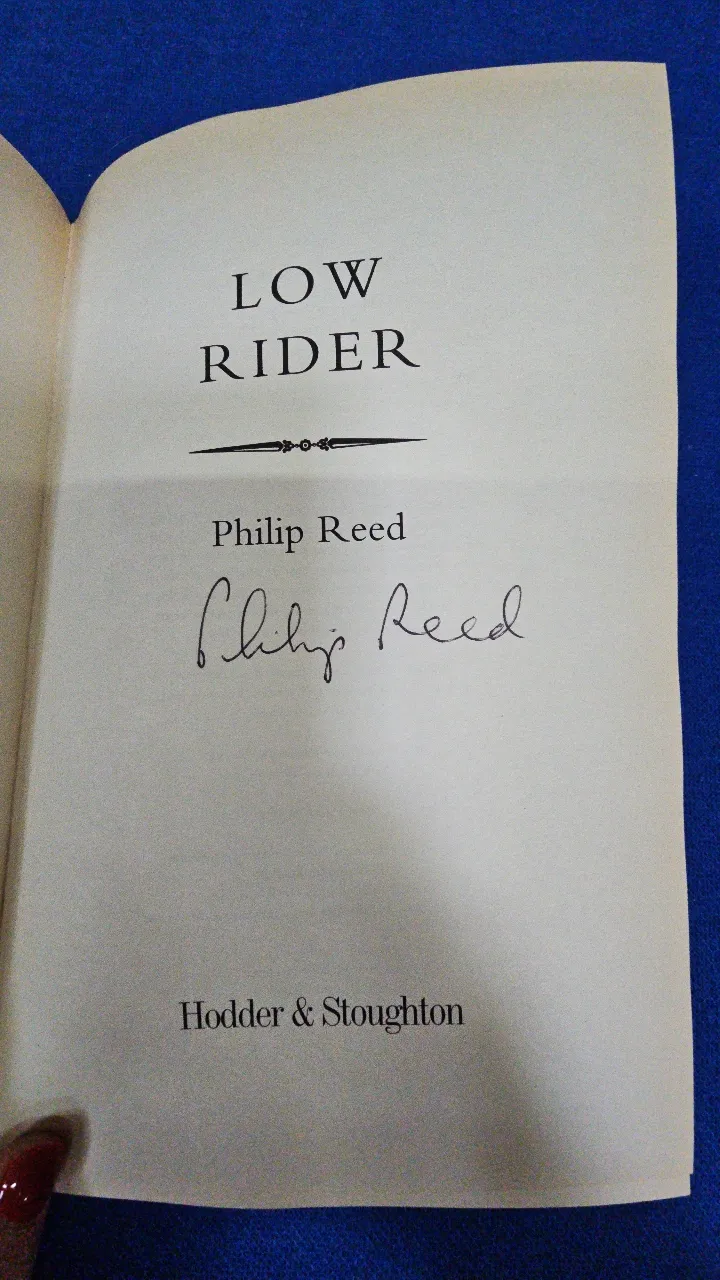 LOW
RIDER
Philip Reed
Philip Reed
Hodder & Stoughton